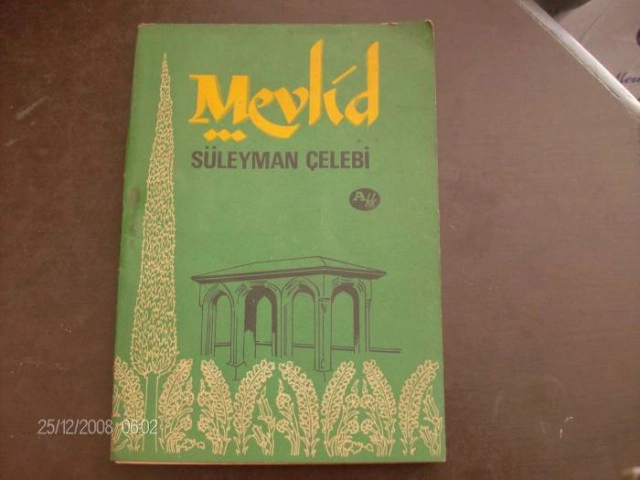 Mevlid
SÜLEYMAN ÇELEBİ
25/12/2008 06:02